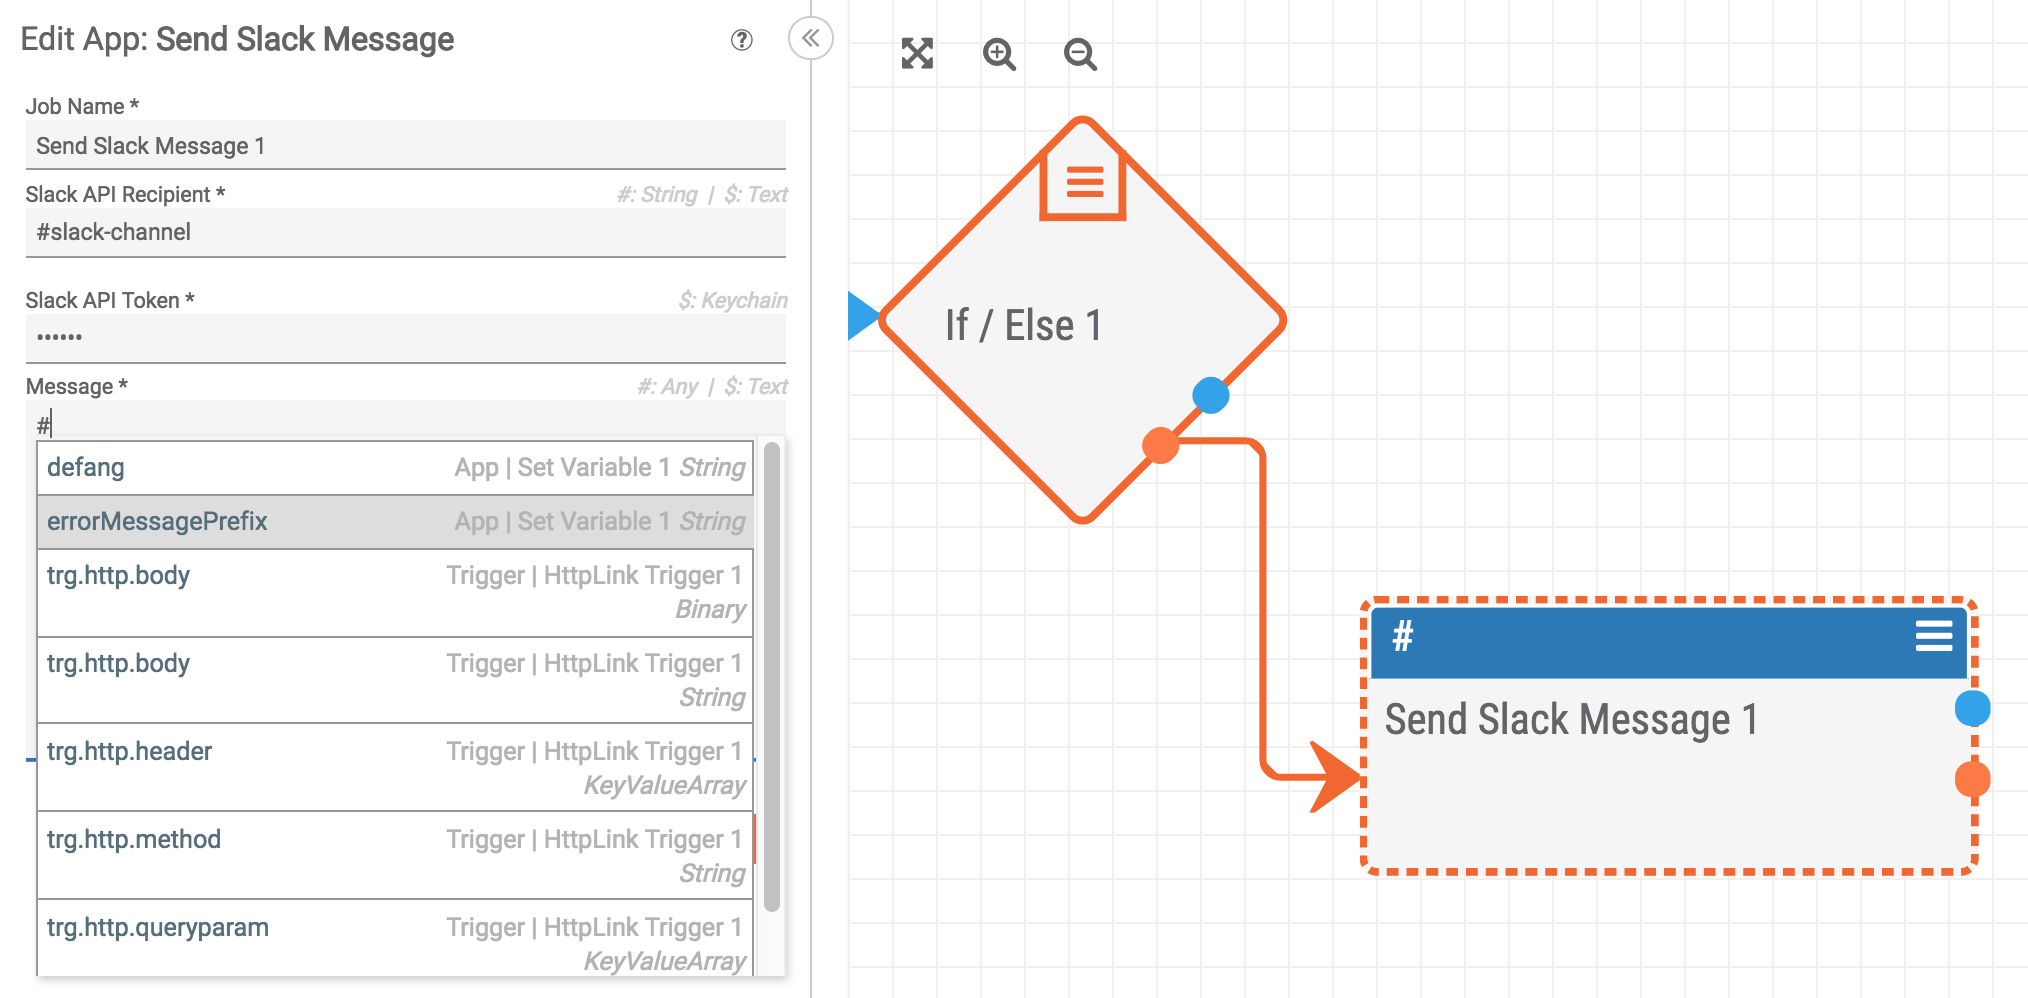 Edit App: Send Slack Message
Job Name *
Send Slack Message 1
Slack API Recipient * #: String | $: Text
#slack-channel
Slack API Token * $: Keychain
••••••
Message * #: Any | $: Text
#
defang App | Set Variable 1 String
errorMessagePrefix App | Set Variable 1 String
trg.http.body Trigger | HttpLink Trigger 1
Binary
trg.http.body Trigger | HttpLink Trigger 1
String
trg.http.header Trigger | HttpLink Trigger 1
KeyValueArray
trg.http.method Trigger | HttpLink Trigger 1
String
trg.http.queryparam Trigger | HttpLink Trigger 1
KeyValueArray
If / Else 1
#
Send Slack Message 1